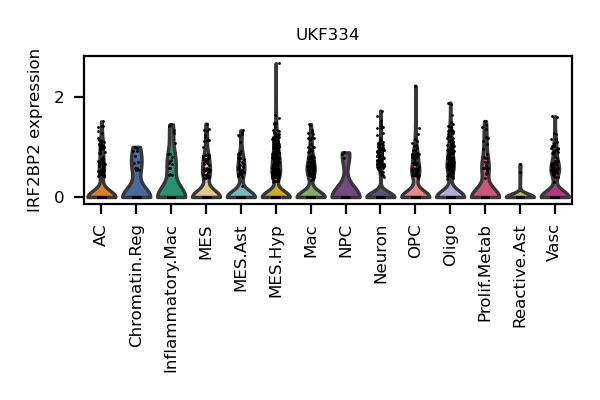 UKF334
IRF2BP2 expression
2
0
AC
Chromatin.Reg
Inflammatory.Mac
MES
MES.Ast
MES.Hyp
Mac
NPC
Neuron
OPC
Oligo
Prolif.Metab
Reactive.Ast
Vasc